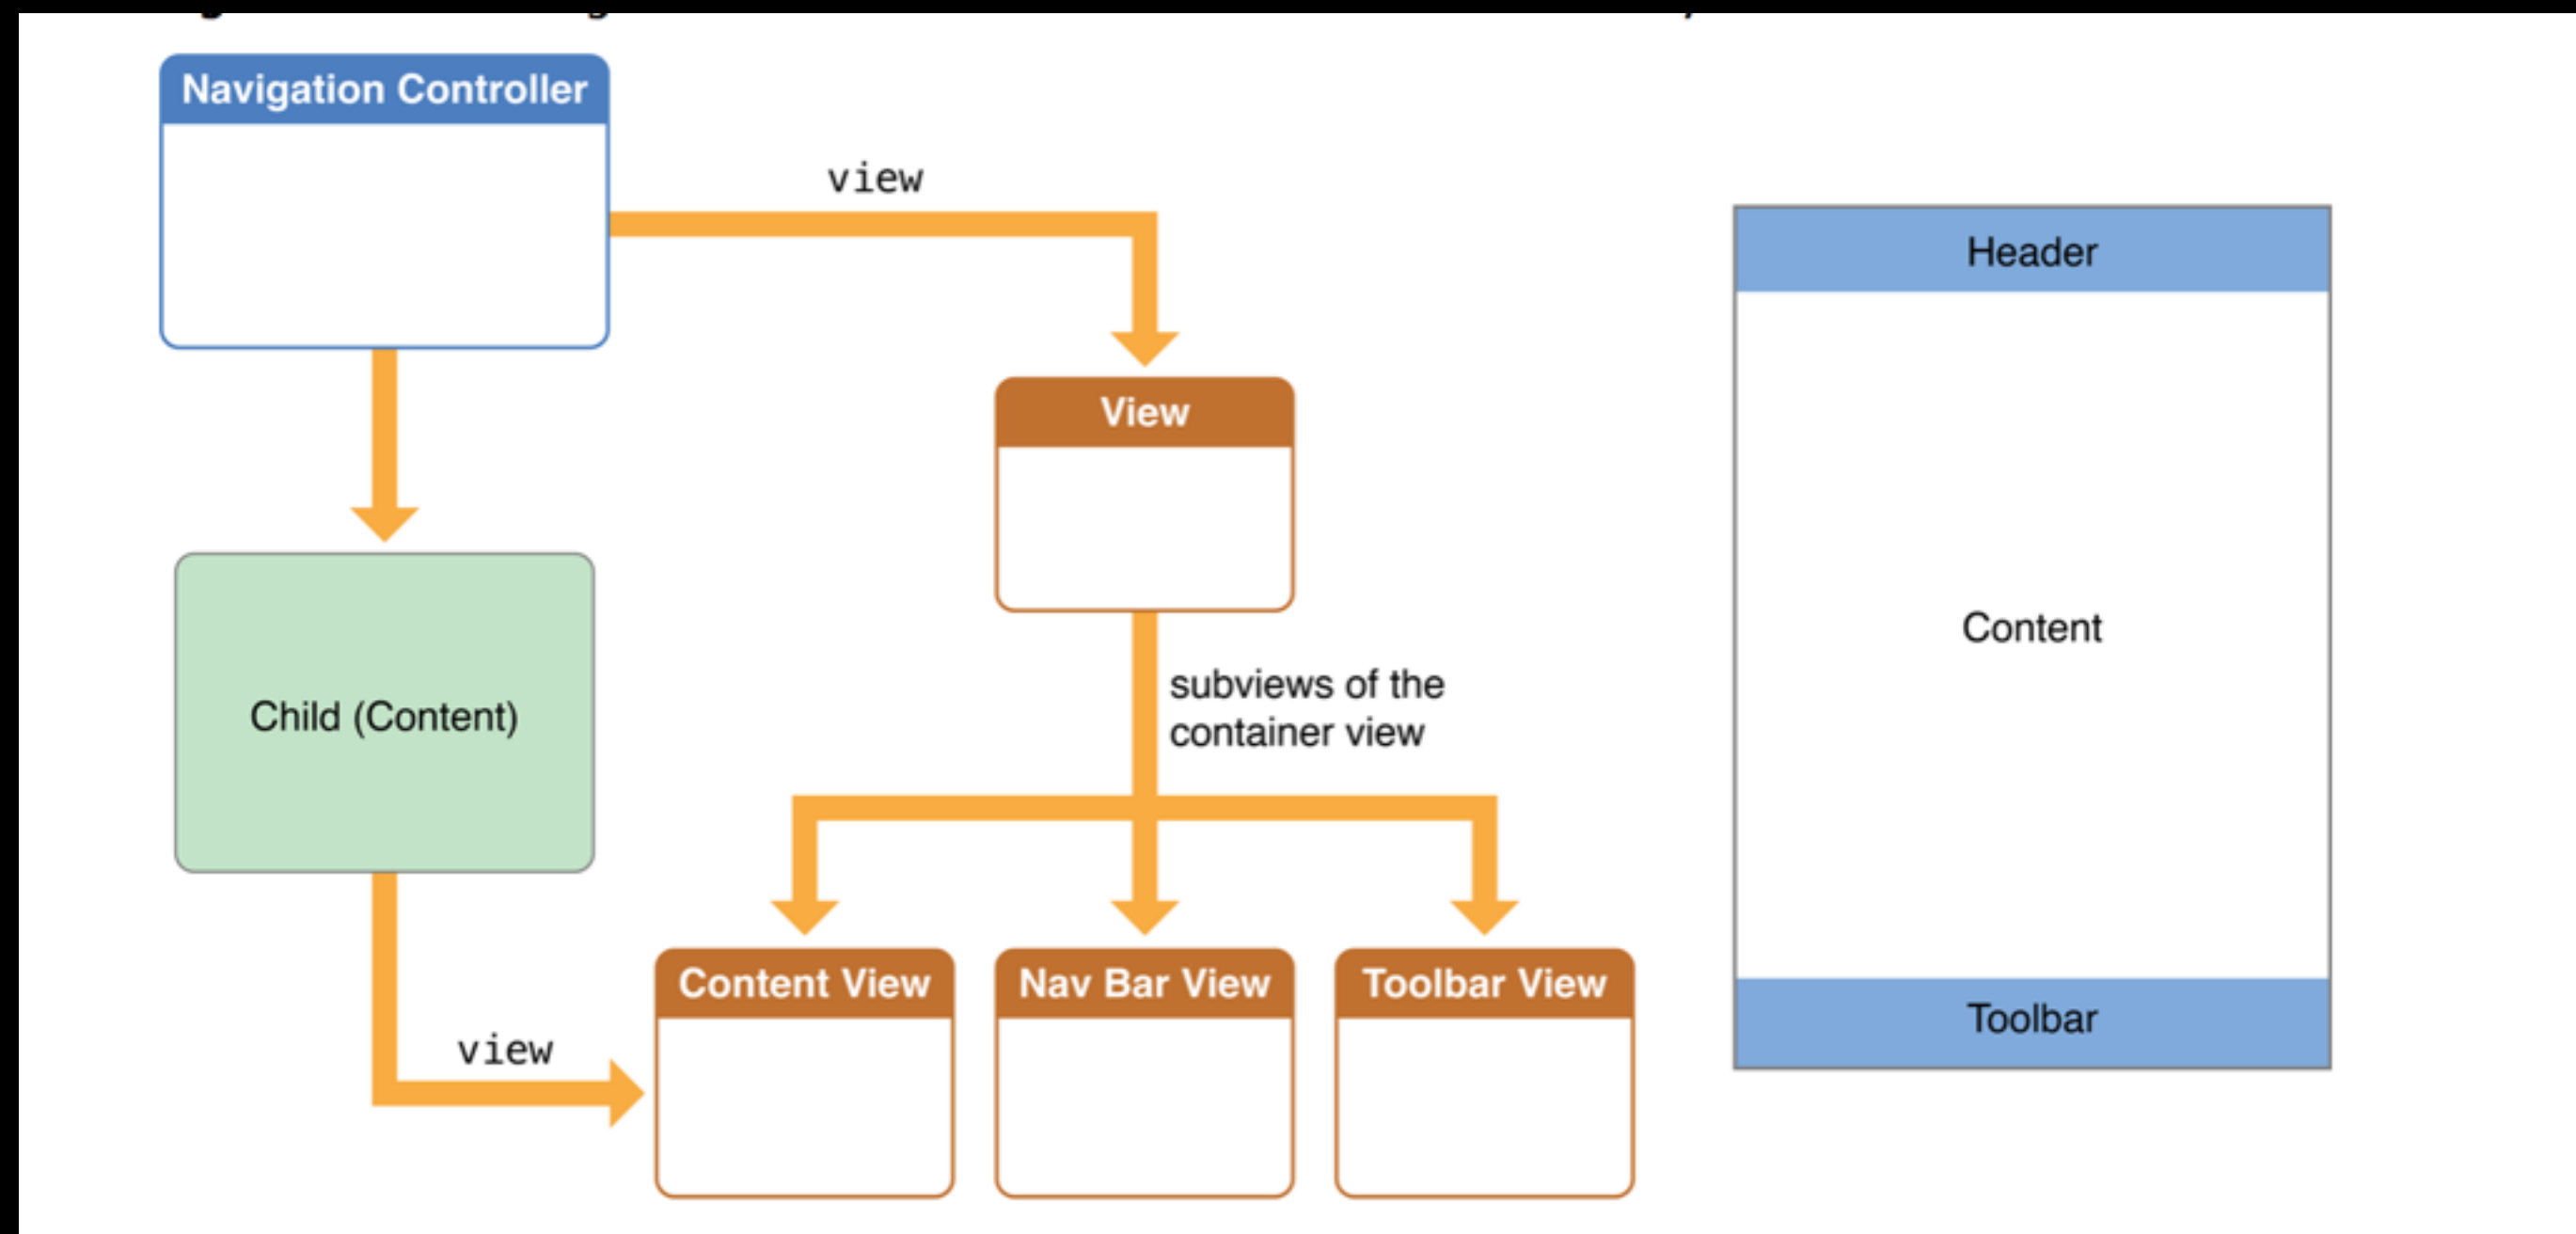 Navigation Controller
view
View
Header
Content
Child (Content)
subviews of the
container view
Content View
Nav Bar View
Toolbar View
view
Toolbar